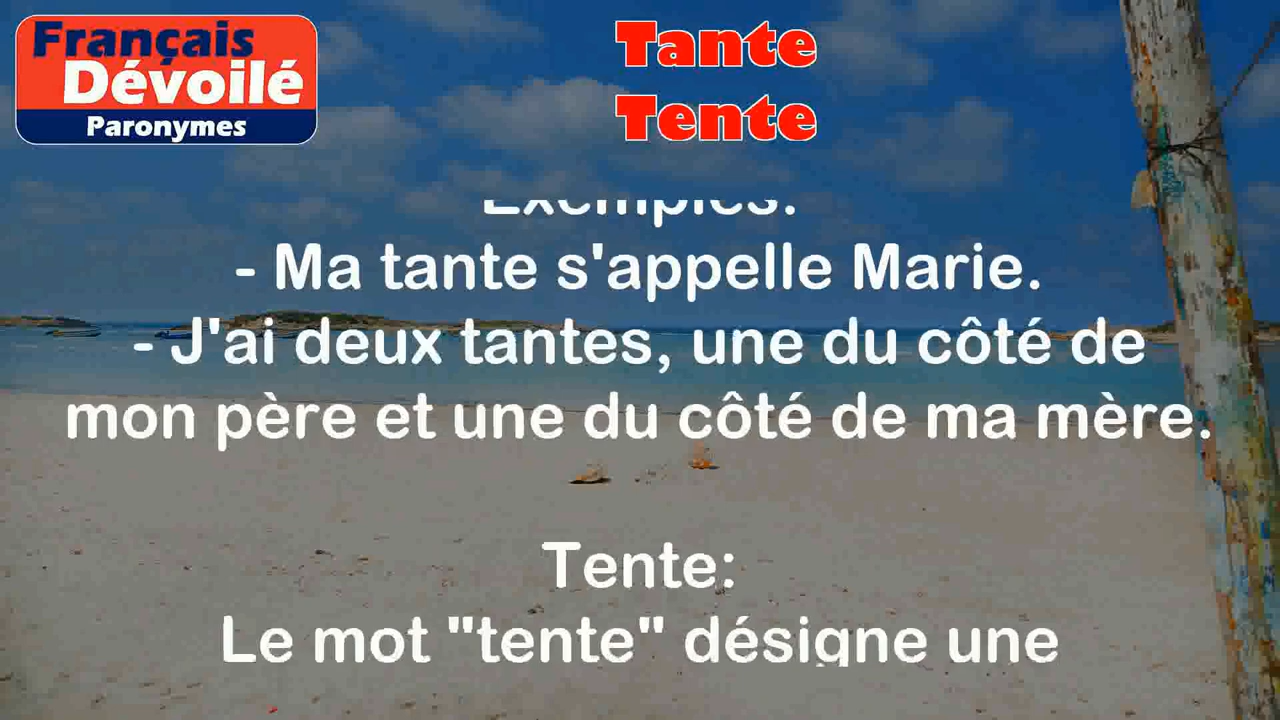 Français
Dévoilé
Paronymes
Tante
Tente
Exemples:
- Ma tante s'appelle Marie.
- J'ai deux tantes, une du côté de
mon père et une du côté de ma mère.
Tente:
Le mot "tente" désigne une